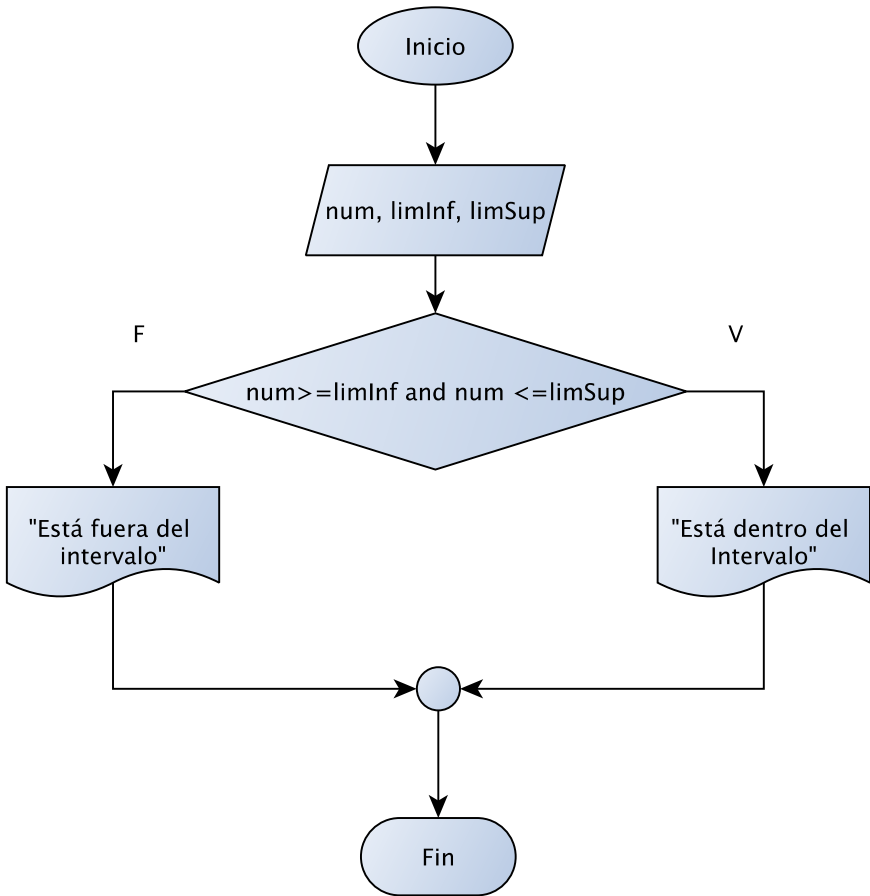 Inicio
num, limInf, limSup
F
V
num>=limInf and num <=limSup
"Está fuera del
intervalo"
"Está dentro del
Intervalo"
Fin